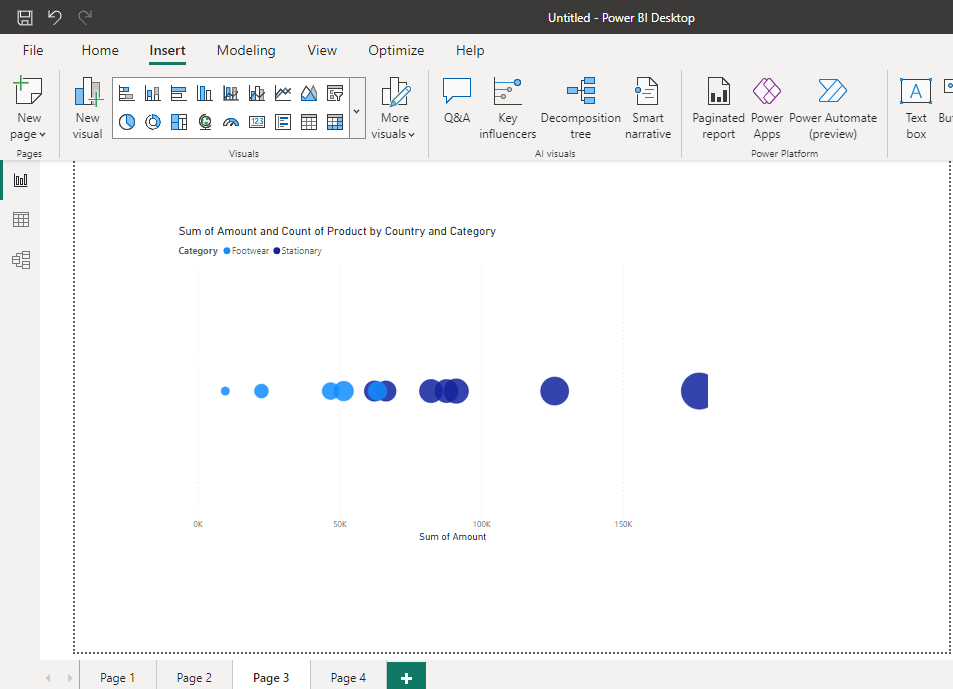 Untitled - Power BI Desktop
File Home Insert Modeling View Optimize Help
New page
New visual
123
More visuals
Q&A
Key influencers
Decomposition tree
Smart narrative
Paginated report
Power Apps
Power Automate (preview)
A
Text box
Bu
Pages Visuals AI visuals Power Platform
Sum of Amount and Count of Product by Country and Category
Category Footwear Stationary
0K 50K 100K 150K
Sum of Amount
Page 1 Page 2 Page 3 Page 4